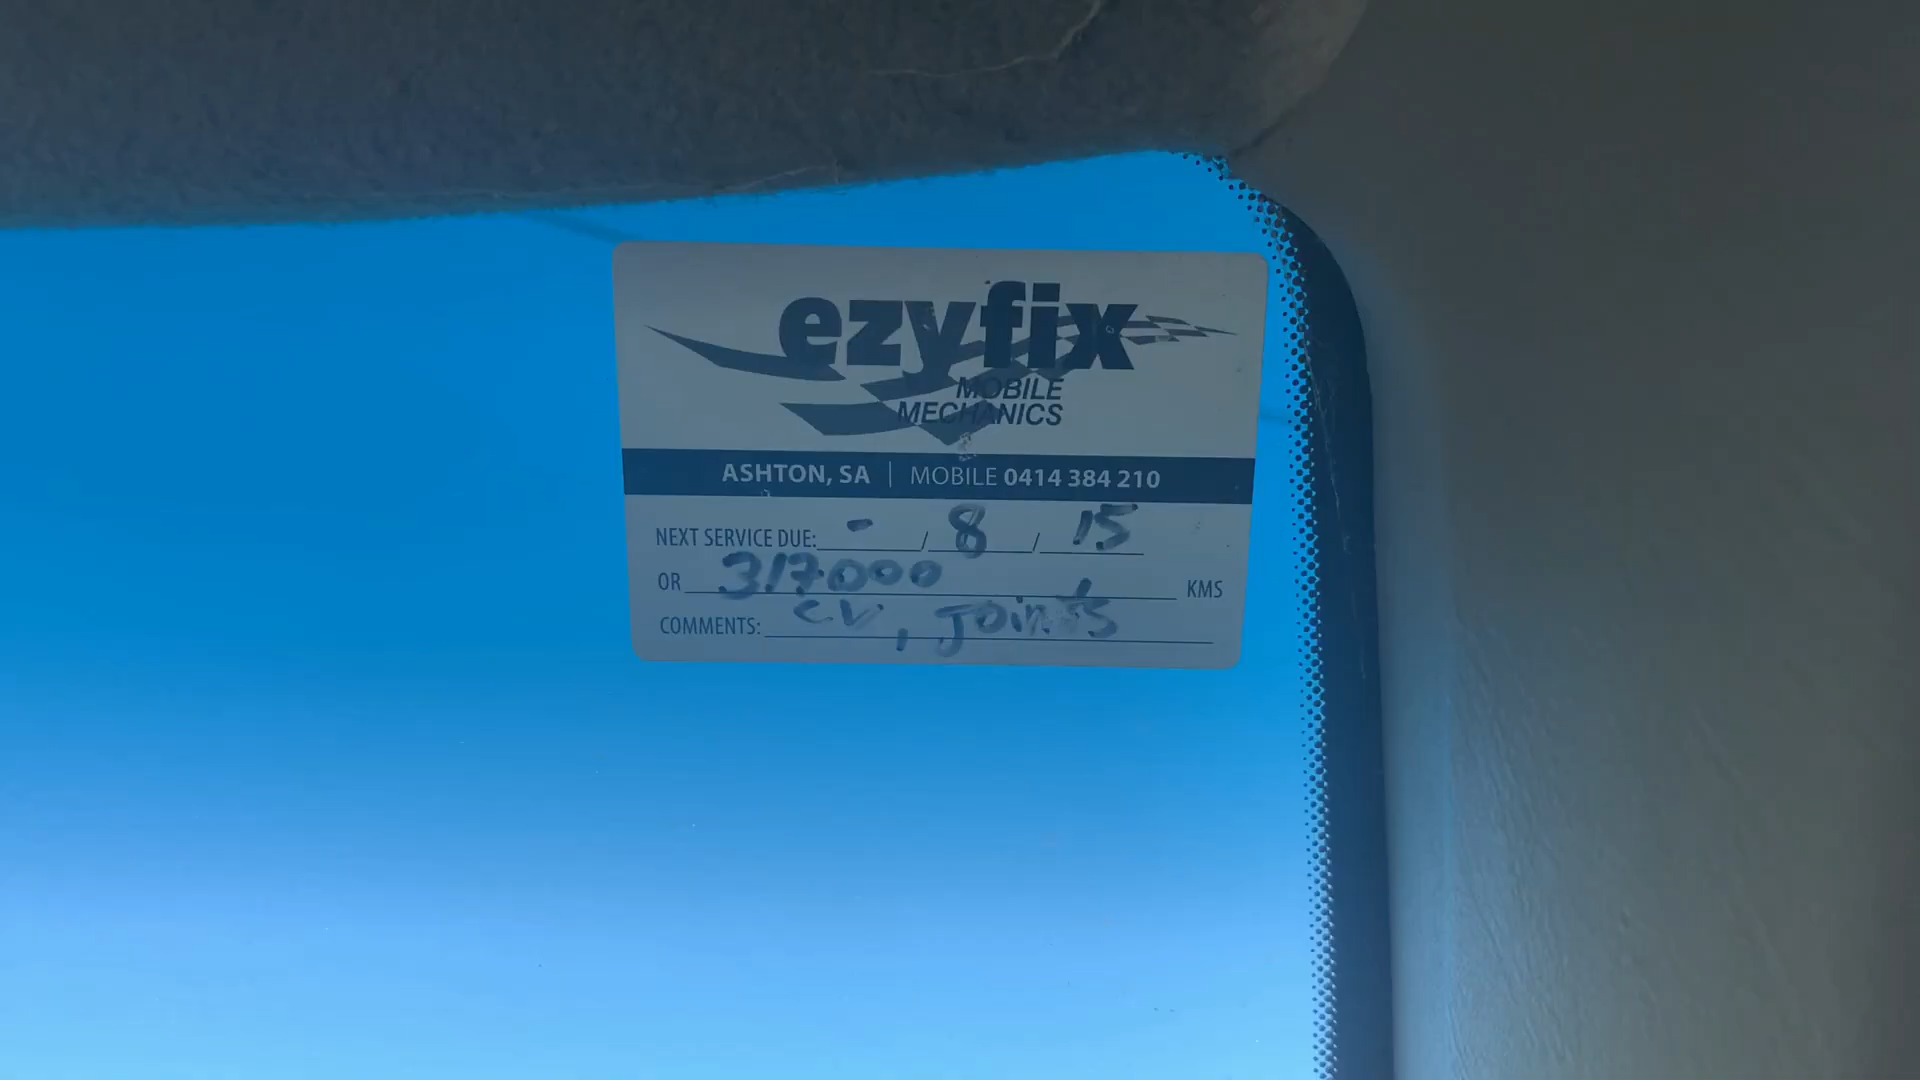 ezyfix
MOBILE
MECHANICS
ASHTON, SA | MOBILE 0414 384 210
NEXT SERVICE DUE: - / 8 / 15
OR 317000 KMS
COMMENTS: CV, Joints